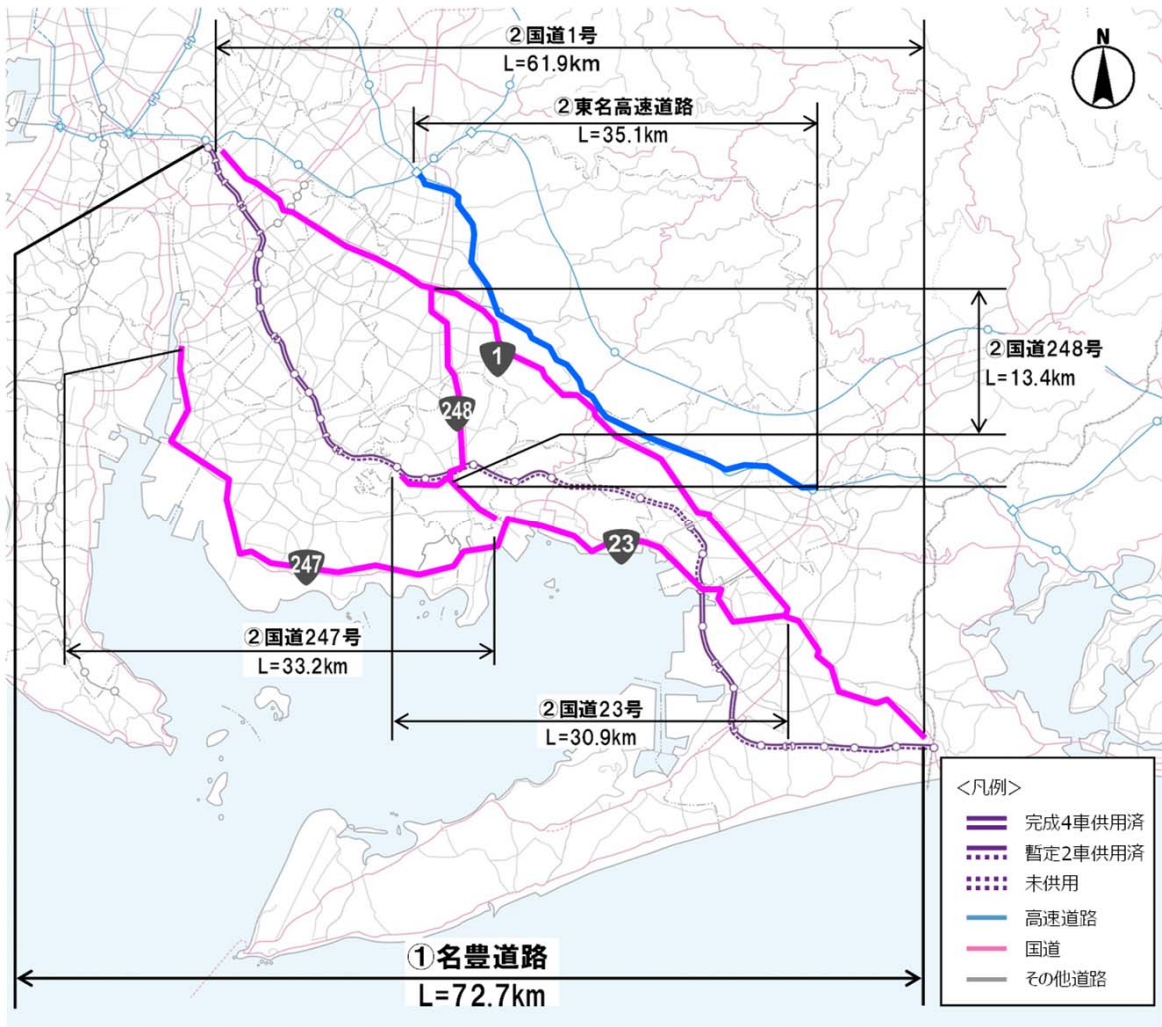 ②国道1号
L=61.9km
N
②東名高速道路
L=35.1km
②国道248号
L=13.4km
1
248
23
247
②国道247号
L=33.2km
②国道23号
L=30.9km
①名豊道路
L=72.7km
<凡例>
完成4車供用済
暫定2車供用済
未供用
高速道路
国道
その他道路